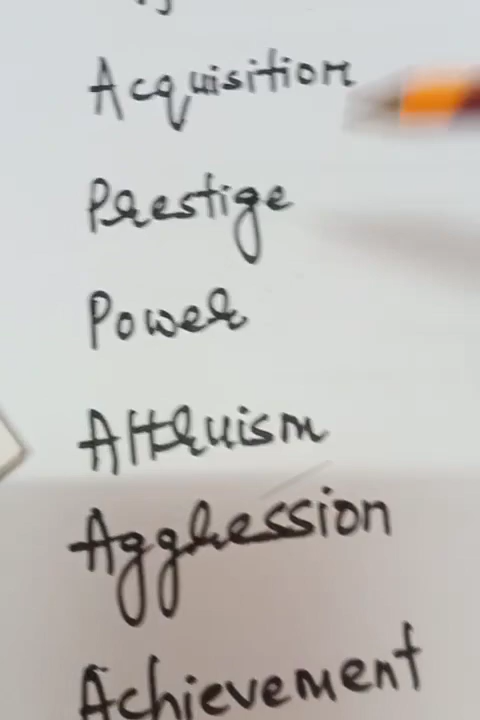 Acquisition
Prestige
Power
Altruism
Aggression
Achievement